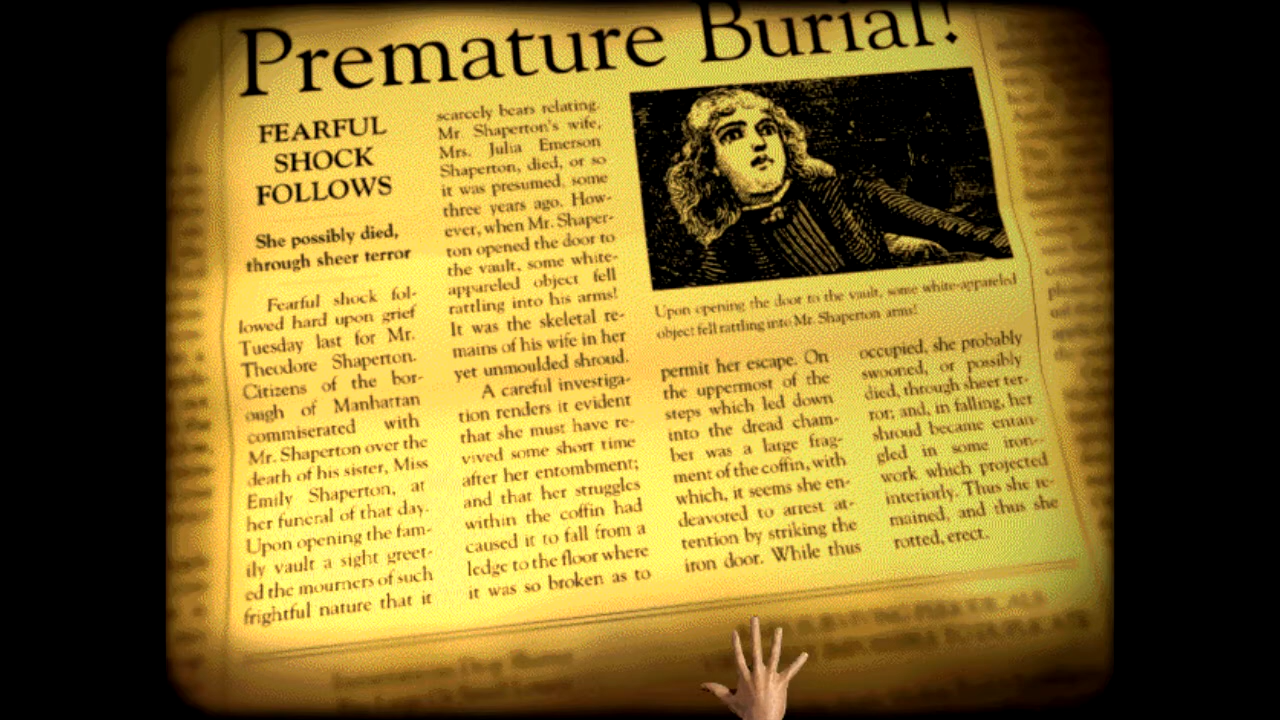 Premature Burial!
FEARFUL
SHOCK
FOLLOWS
She possibly died,
through sheer terror
Fearful shock fol-
lowed hard upon grief
Tuesday last for Mr.
Theodore Shaperton.
Citizens of the bor-
ough of Manhattan
commiserated with
Mr. Shaperton over the
death of his sister, Miss
Emily Shaperton, at
her funeral of that day.
Upon opening the fam-
ily vault a sight greet-
ed the mourners of such
frightful nature that it
scarcely bears relating.
Mr. Shaperton's wife,
Mrs. Julia Emerson
Shaperton, died, or so
it was presumed, some
three years ago. How-
ever, when Mr. Shaper-
ton opened the door to
the vault, some white-
appareled object fell
rattling into his arms!
It was the skeletal re-
mains of his wife in her
yet unmoulded shroud.
A careful investiga-
tion renders it evident
that she must have re-
vived some short time
after her entombment;
and that her struggles
within the coffin had
caused it to fall from a
ledge to the floor where
it was so broken as to
Upon opening the door to the vault, some white-appareled
object fell rattling into Mr. Shaperton arms!
permit her escape. On
the uppermost of the
steps which led down
into the dread cham-
ber was a large frag-
ment of the coffin, with
which, it seems she en-
deavored to arrest at-
tention by striking the
iron door. While thus
occupied, she probably
swooned, or possibly
died, through sheer ter-
ror; and, in falling, her
shroud became entan-
gled in some iron-
work which projected
interiorly. Thus she re-
mained, and thus she
rotted, erect.